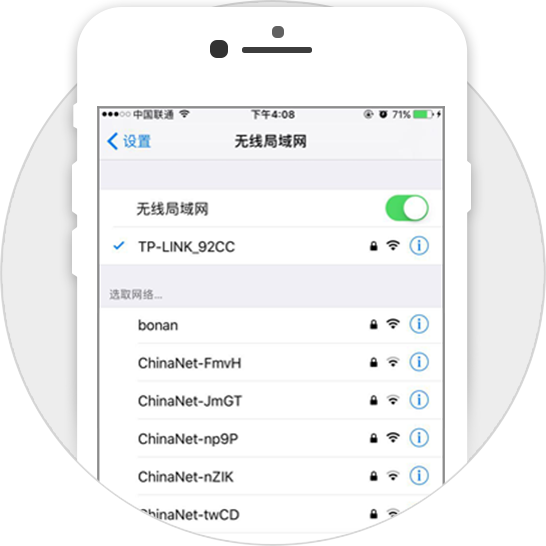 中国联通 下午4:08 71%
设置 无线局域网
无线局域网
TP-LINK_92CC
选取网络...
bonan
ChinaNet-FmvH
ChinaNet-JmGT
ChinaNet-np9P
ChinaNet-nZIK
ChinaNet-twCD